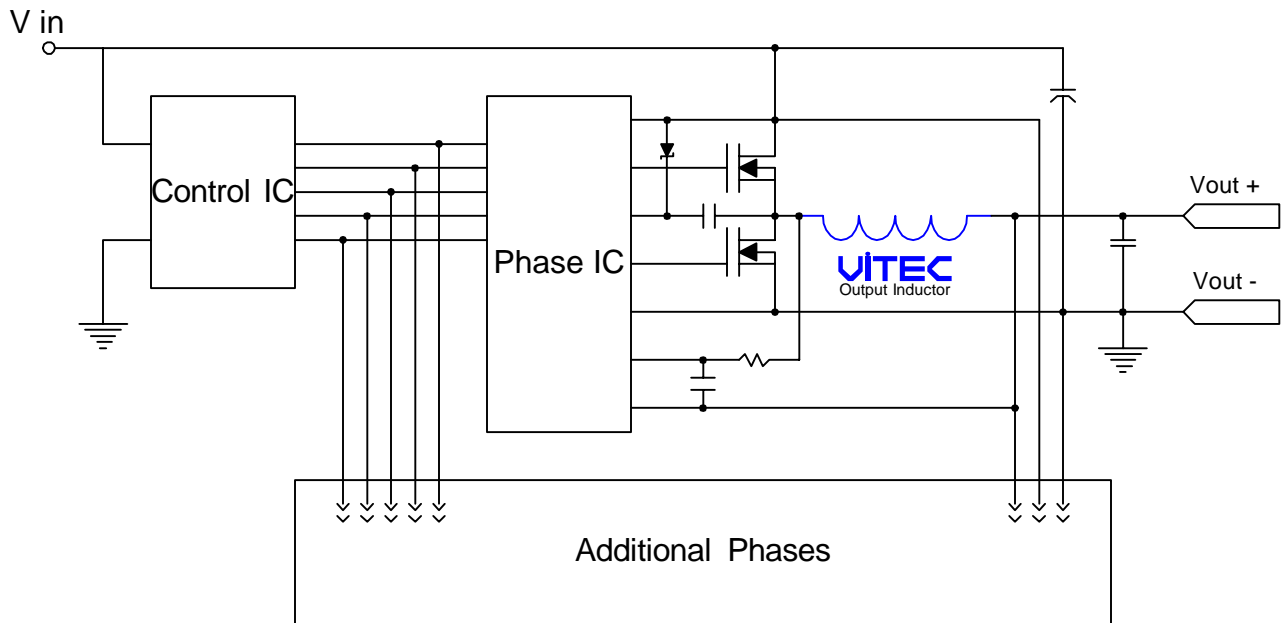 V in
Control IC
Phase IC
Vout +
ViTEC
Output Inductor
Vout -
Additional Phases